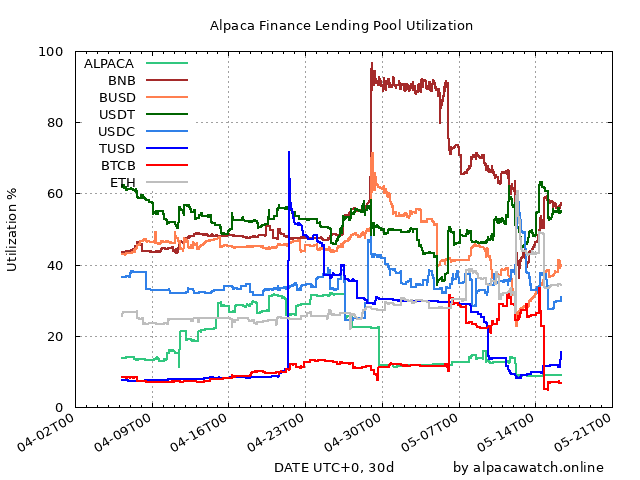 Alpaca Finance Lending Pool Utilization
100
80
60
40
20
0
Utilization %
ALPACA
BNB
BUSD
USDT
USDC
TUSD
BTCB
ETH
04-02T00
04-09T00
04-16T00
04-23T00
04-30T00
05-07T00
05-14T00
05-21T00
DATE UTC+0, 30d
by alpacawatch.online